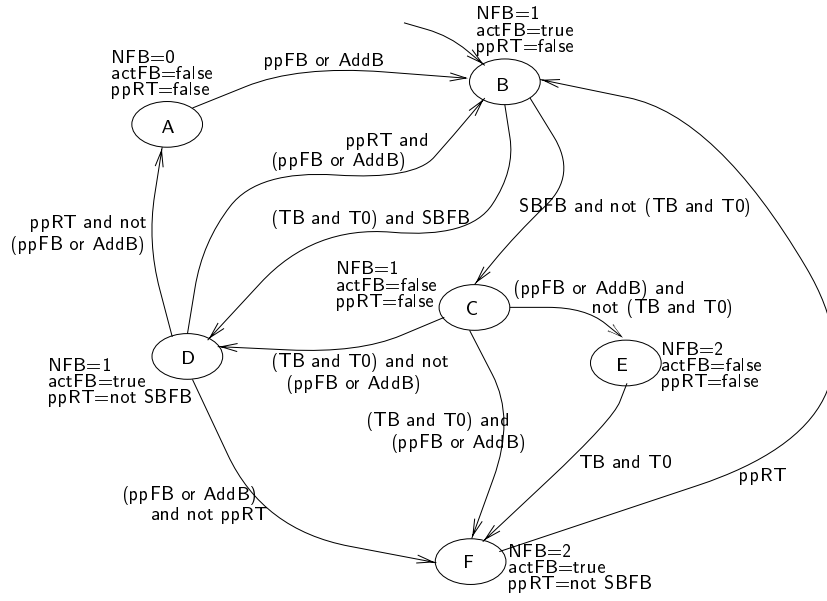 NFB=1
actFB=true
ppRT=false
B
NFB=0
actFB=false
ppRT=false
A
ppFB or AddB
ppRT and
(ppFB or AddB)
ppRT and not
(ppFB or AddB)
(TB and T0) and SBFB
SBFB and not (TB and T0)
NFB=1
actFB=false
ppRT=false
C
(ppFB or AddB) and
not (TB and T0)
D
NFB=1
actFB=true
ppRT=not SBFB
(TB and T0) and not
(ppFB or AddB)
E
NFB=2
actFB=false
ppRT=false
(TB and T0) and
(ppFB or AddB)
TB and T0
ppRT
(ppFB or AddB)
and not ppRT
F
NFB=2
actFB=true
ppRT=not SBFB